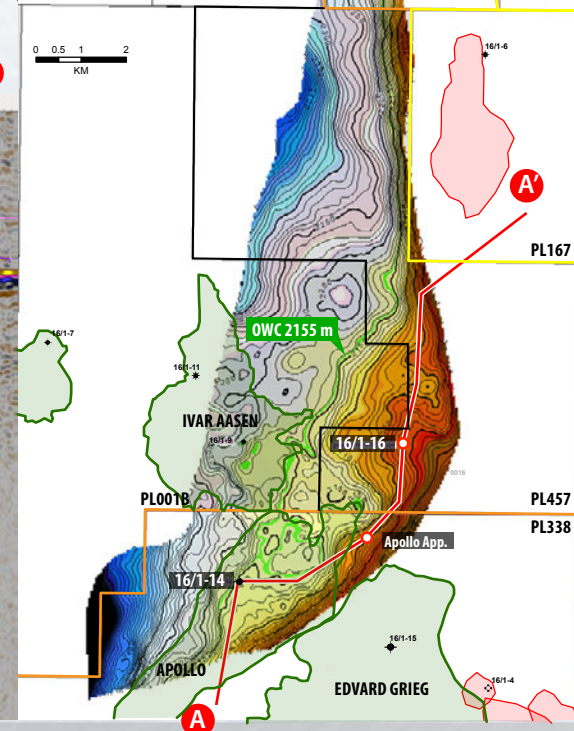 0 0.5 1 2
KM
16/1-6
A'
PL167
OWC 2155 m
16/1-7
16/1-11
IVAR AASEN
16/1-9
16/1-16
PL001B
PL457
PL338
Apollo App.
16/1-14
16/1-15
APOLLO
EDVARD GRIEG
16/1-4
A